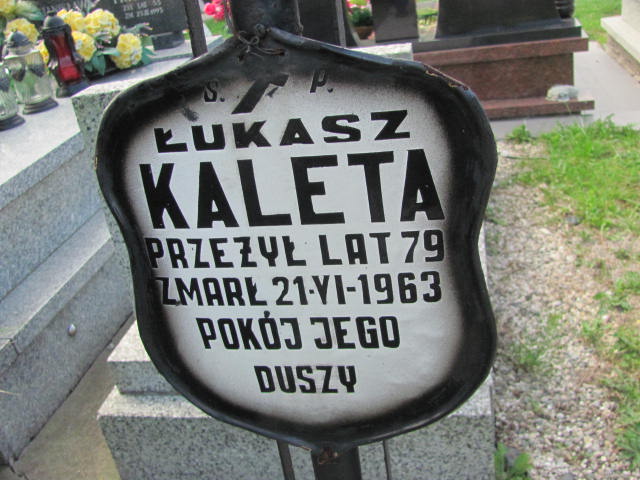 Ś. P.
ŁUKASZ
KALETA
PRZEŻYŁ LAT 79
ZMARŁ 21·VI-1963
POKÓJ JEGO
DUSZY